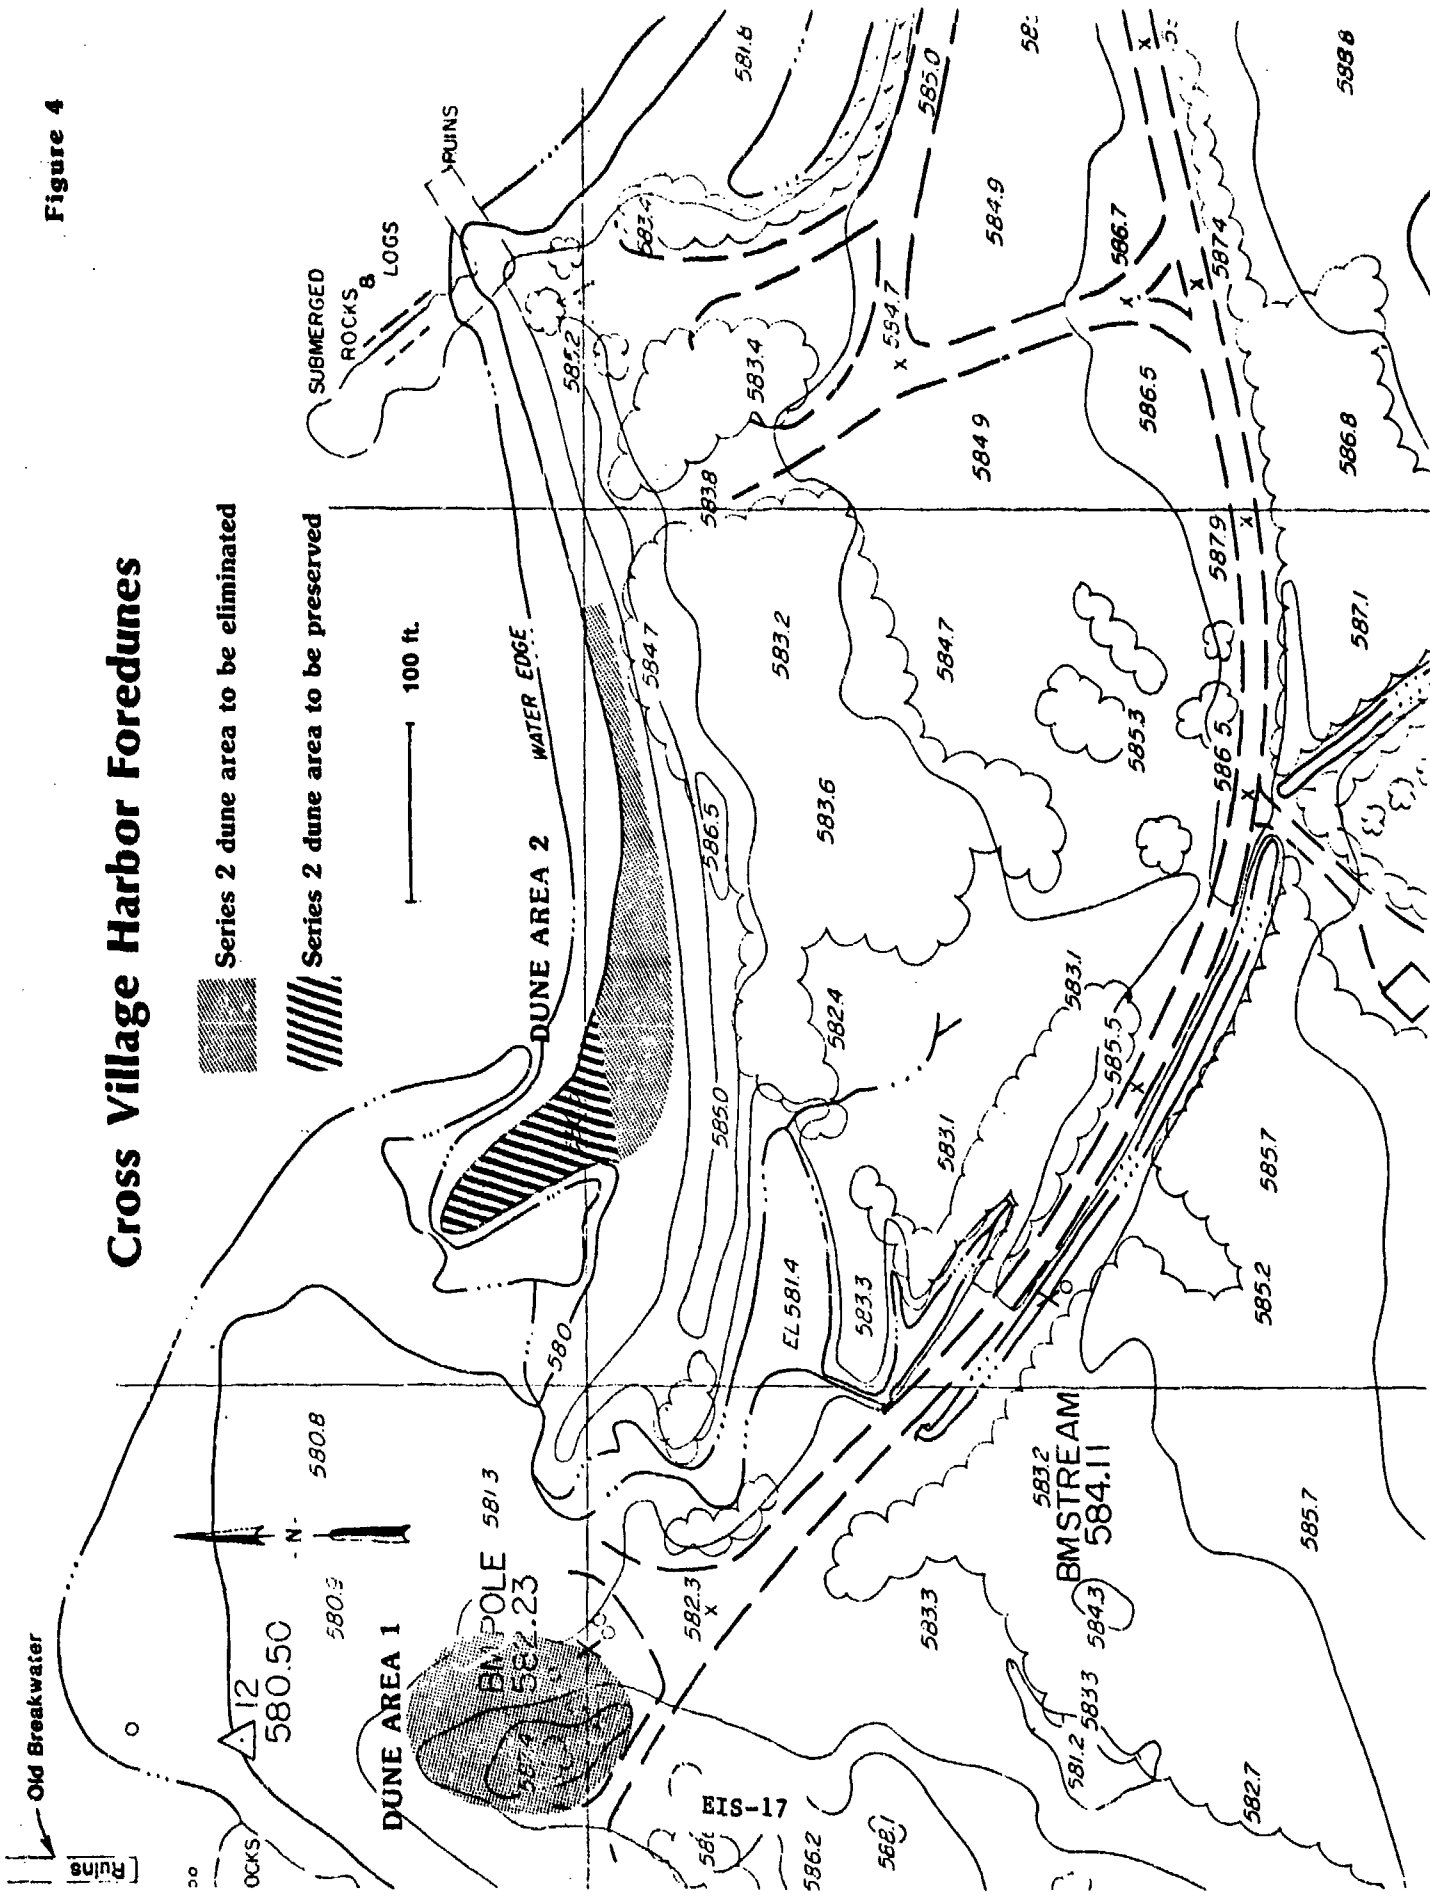 Figure 4
Cross Village Harbor Foredunes
Series 2 dune area to be eliminated
Series 2 dune area to be preserved
100 ft.
Old Breakwater
Ruins
OCKS
12
580.50
580.9
- N -
580.8
DUNE AREA 1
BM POLE
582.23
581 3
580
DUNE AREA 2
WATER EDGE
SUBMERGED
ROCKS
&
LOGS
RUINS
581.8
585.2
583.4
583.4
583.8
584 7
586.5
585.0
582.3
x
EL 581.4
583.3
582.4
583.6
583.2
584.7
584.7
x
585.0
584.9
584 9
586.7
x
586.5
587 4
x
587.9
x
586 5
x
585.3
583.1
583.1
585.5
x
583.2
BM STREAM
584.11
583.3
584.3
583 3
581.2
582.7
585.7
585.2
585.7
587.1
586.8
588 8
586.2
568.1
EIS-17